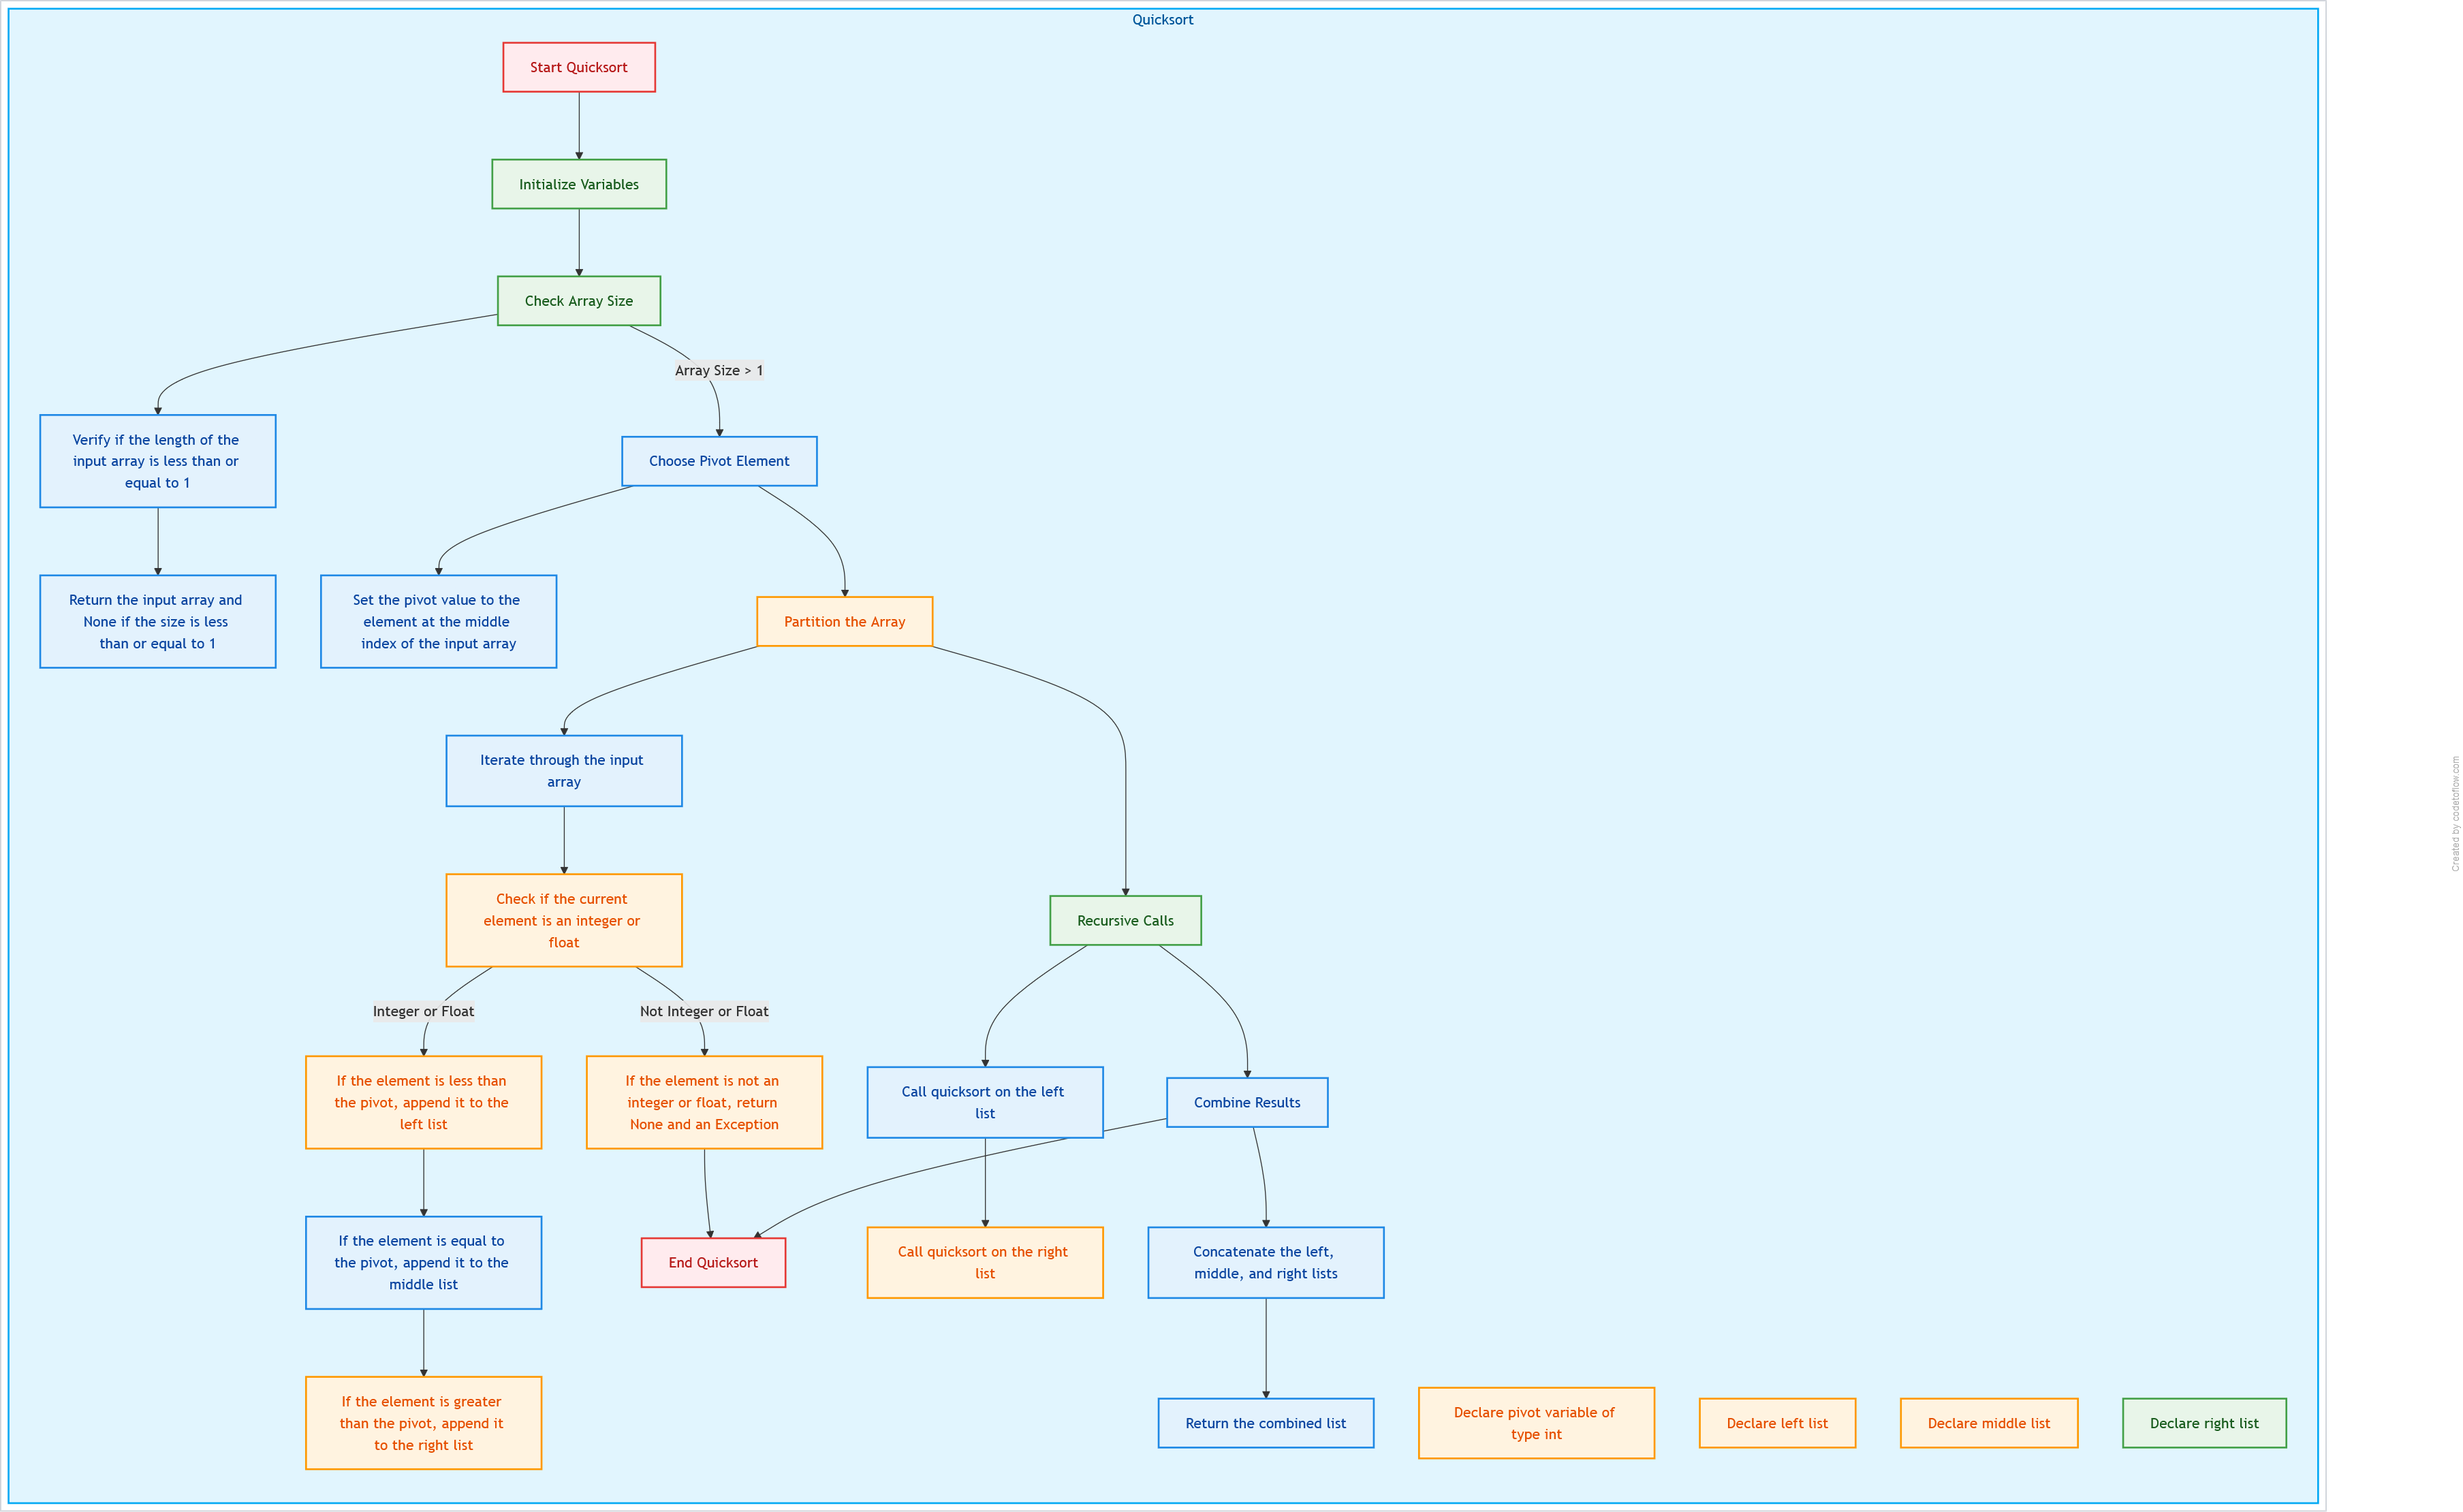 Quicksort
Start Quicksort
Initialize Variables
Check Array Size
Array Size > 1
Verify if the length of the
input array is less than or
equal to 1
Choose Pivot Element
Return the input array and
None if the size is less
than or equal to 1
Set the pivot value to the
element at the middle
index of the input array
Partition the Array
Iterate through the input
array
Check if the current
element is an integer or
float
Recursive Calls
Integer or Float
Not Integer or Float
If the element is less than
the pivot, append it to the
left list
If the element is not an
integer or float, return
None and an Exception
Call quicksort on the left
list
Combine Results
If the element is equal to
the pivot, append it to the
middle list
End Quicksort
Call quicksort on the right
list
Concatenate the left,
middle, and right lists
If the element is greater
than the pivot, append it
to the right list
Return the combined list
Declare pivot variable of
type int
Declare left list
Declare middle list
Declare right list
Created by codetoflow.com